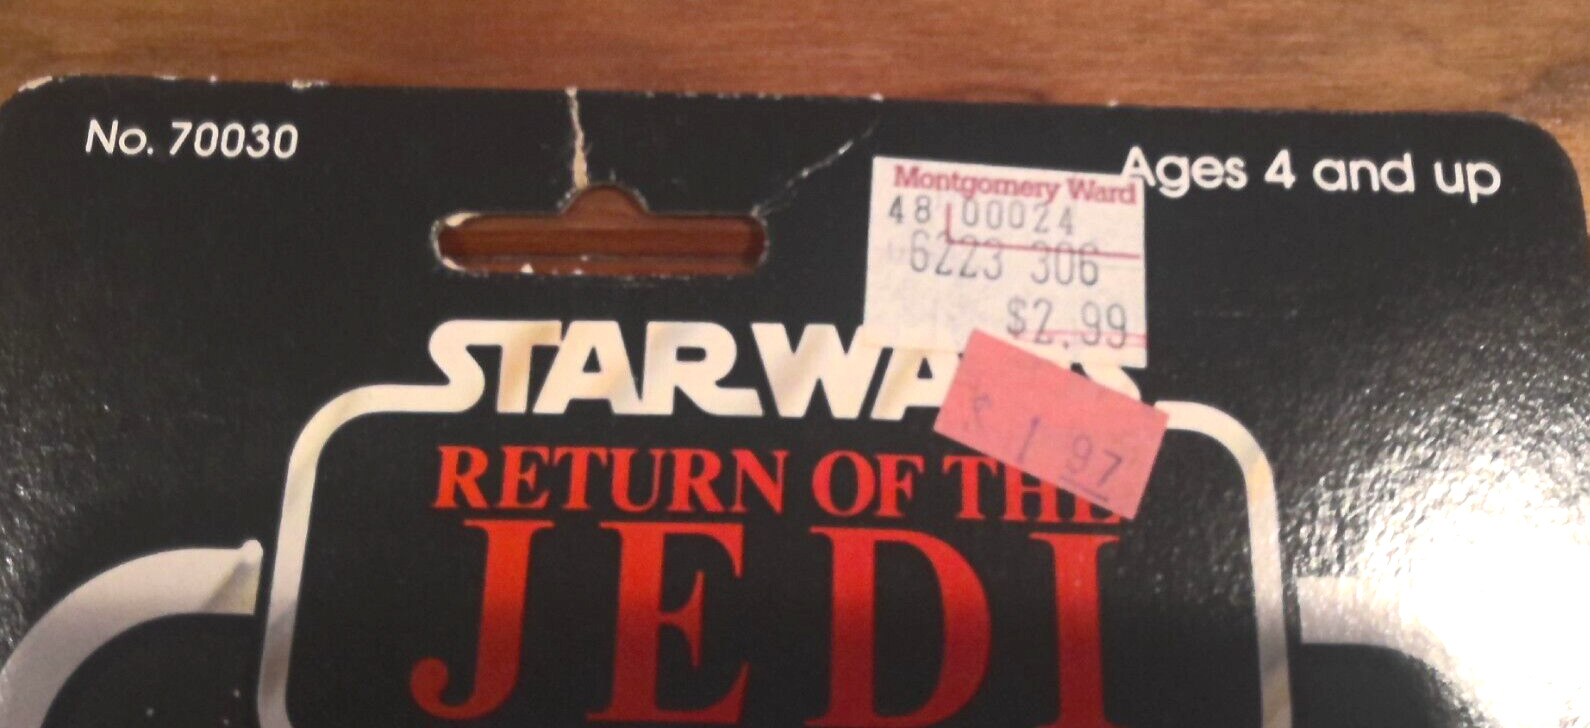 No. 70030
Ages 4 and up
Montgomery Ward
48 00024
6223 306
$2.99
STAR WARS
$1.97
RETURN OF THE
JEDI